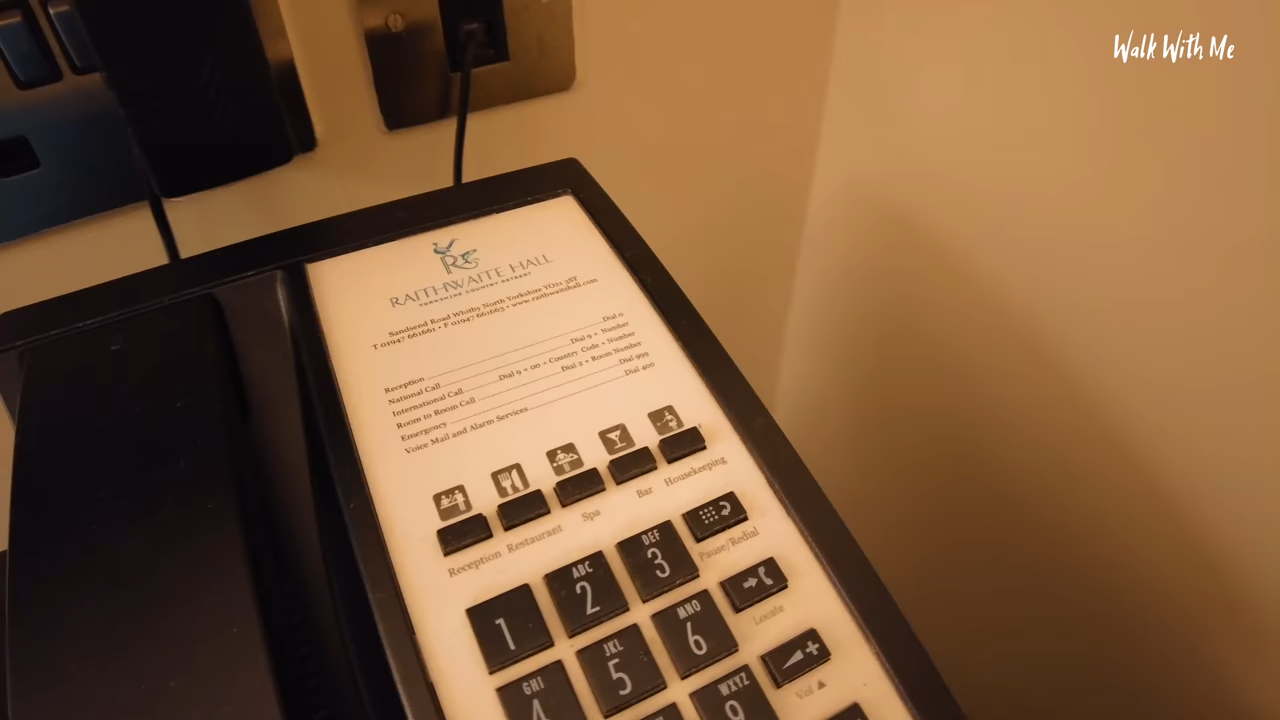 Walk With Me
RAITHWAITE HALL
YORKSHIRE COUNTRY RETREAT
Sandsend Road Whitby North Yorkshire YO21 3ST
T 01947 661661 • F 01947 661663 • www.raithwaitehall.com
Reception Dial 0
National Call Dial 9 + Number
International Call Dial 9 + 00 + Country Code + Number
Room to Room Call Dial 2 + Room Number
Emergency Dial 999
Voice Mail and Alarm Services Dial 400
Reception Restaurant Spa Bar Housekeeping
1 ABC 2 DEF 3 Pause/Redial
GHI 4 JKL 5 MNO 6 Locate
WXYZ 9 Vol ▲